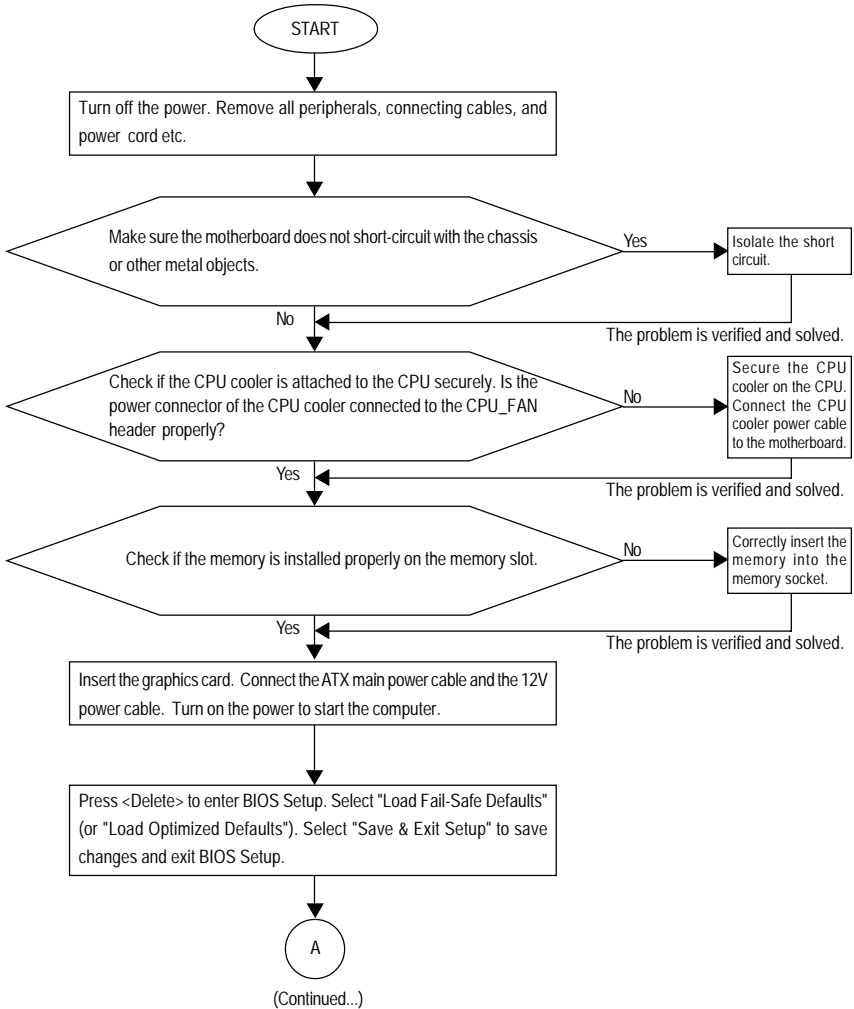 START
Turn off the power. Remove all peripherals, connecting cables, and
power cord etc.
Make sure the motherboard does not short-circuit with the chassis
or other metal objects.
Yes
Isolate the short
circuit.
No
The problem is verified and solved.
Check if the CPU cooler is attached to the CPU securely. Is the
power connector of the CPU cooler connected to the CPU_FAN
header properly?
No
Secure the CPU
cooler on the CPU.
Connect the CPU
cooler power cable
to the motherboard.
Yes
The problem is verified and solved.
Check if the memory is installed properly on the memory slot.
No
Correctly insert the
memory into the
memory socket.
Yes
The problem is verified and solved.
Insert the graphics card. Connect the ATX main power cable and the 12V
power cable. Turn on the power to start the computer.
Press <Delete> to enter BIOS Setup. Select "Load Fail-Safe Defaults"
(or "Load Optimized Defaults"). Select "Save & Exit Setup" to save
changes and exit BIOS Setup.
A
(Continued...)